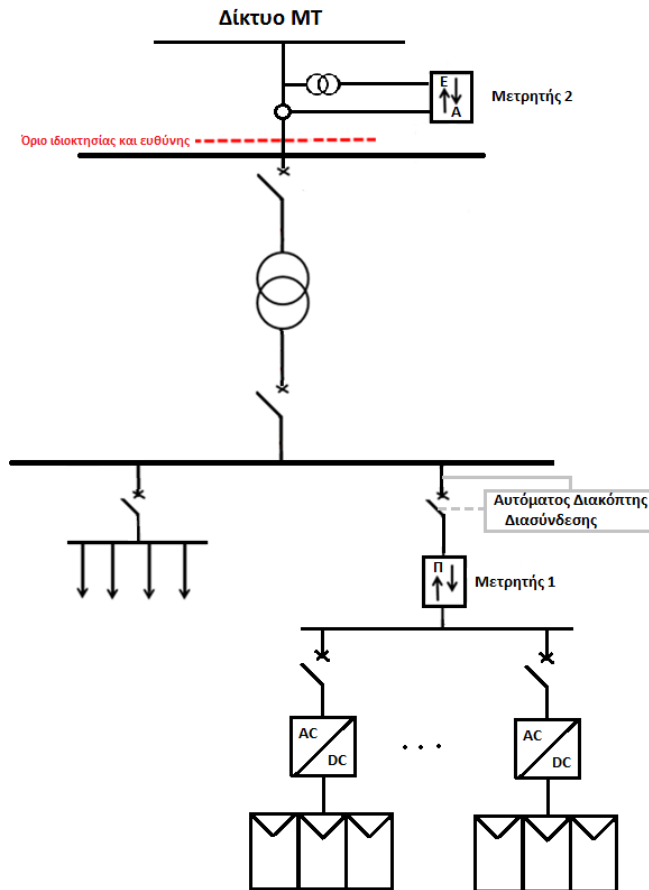 Δίκτυο ΜΤ
Ε
Α
Μετρητής 2
Όριο ιδιοκτησίας και ευθύνης
Αυτόματος Διακόπτης
Διασύνδεσης
Π
Μετρητής 1
AC
DC
...
AC
DC